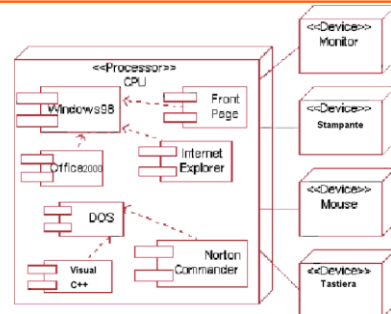 <<Processor>>
CPU
Windows98
Front
Page
Office2000
Internet
Explorer
DOS
Visual
C++
Norton
Commander
<<Device>>
Monitor
<<Device>>
Stampante
<<Device>>
Mouse
<<Device>>
Tastiera